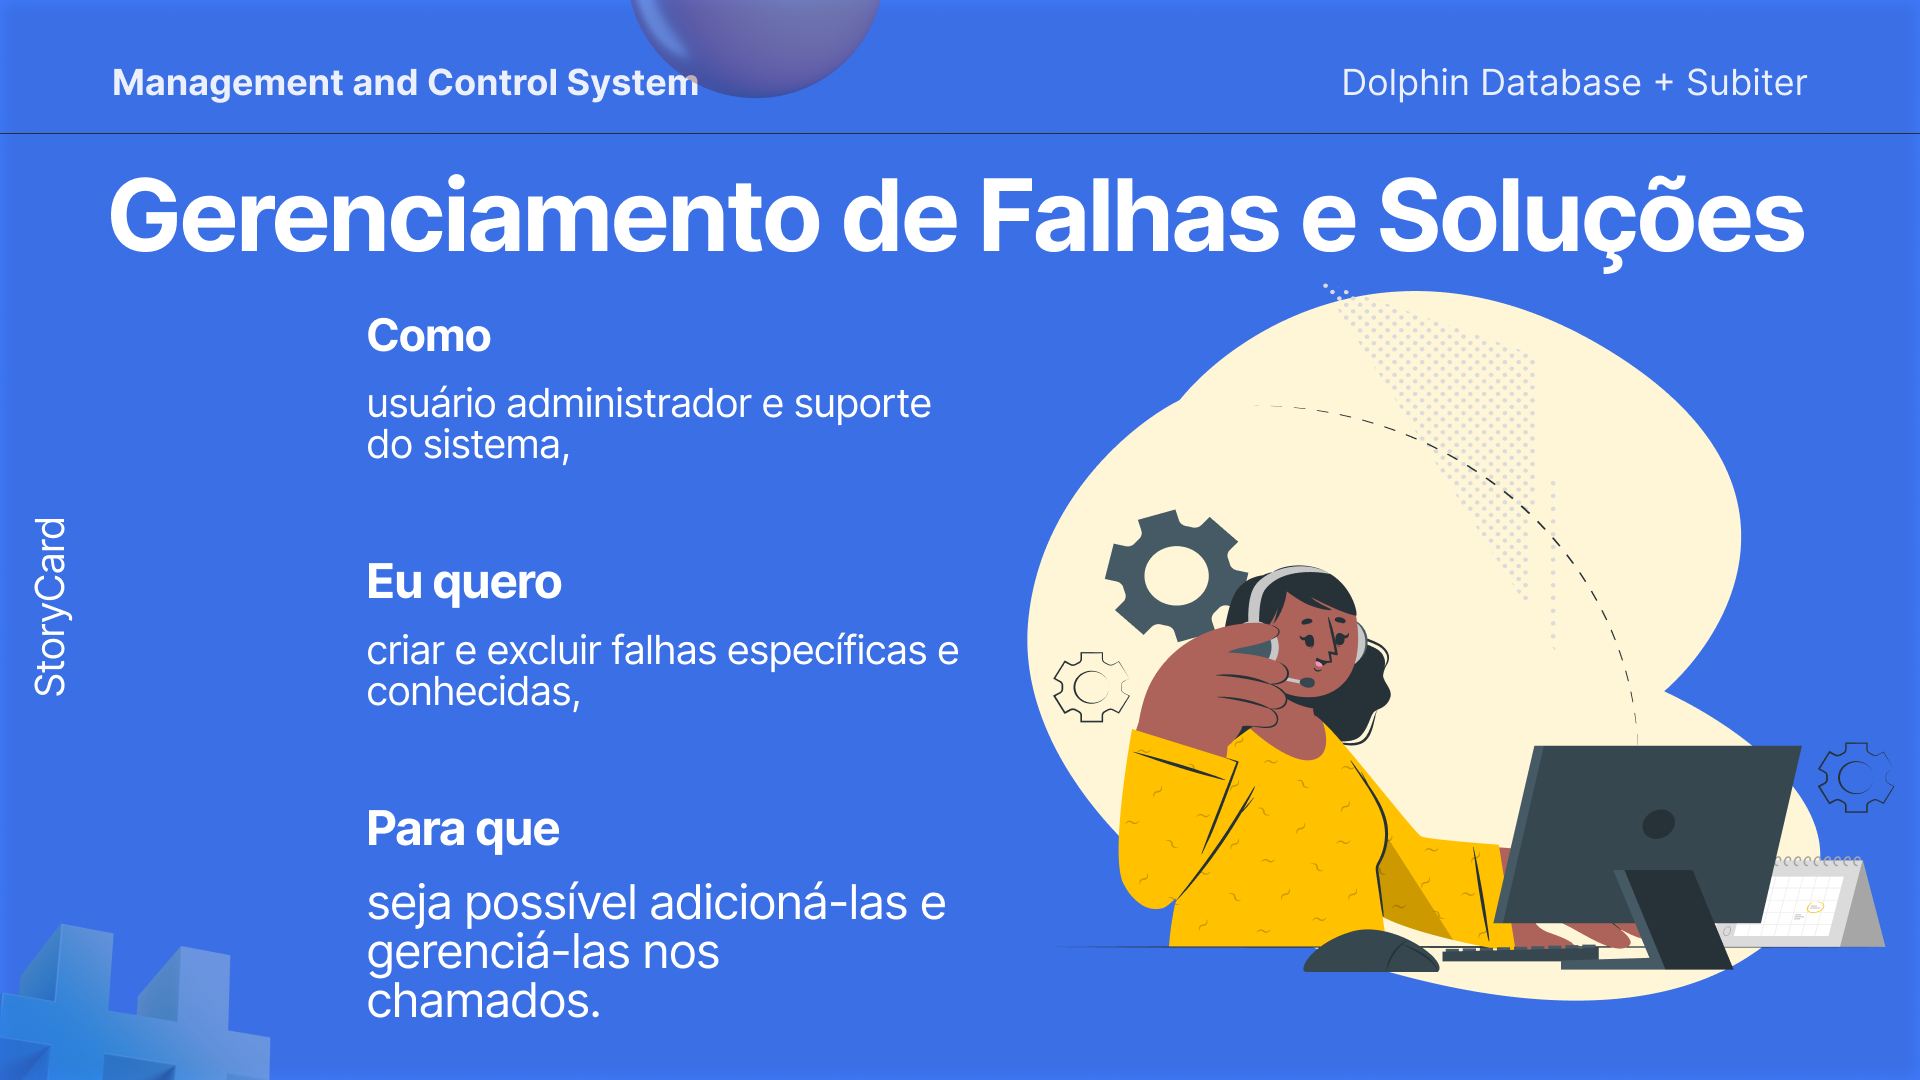 Management and Control System
Dolphin Database + Subiter
Gerenciamento de Falhas e Soluções
StoryCard
Como
usuário administrador e suporte
do sistema,
Eu quero
criar e excluir falhas específicas e
conhecidas,
Para que
seja possível adicioná-las e
gerenciá-las nos
chamados.